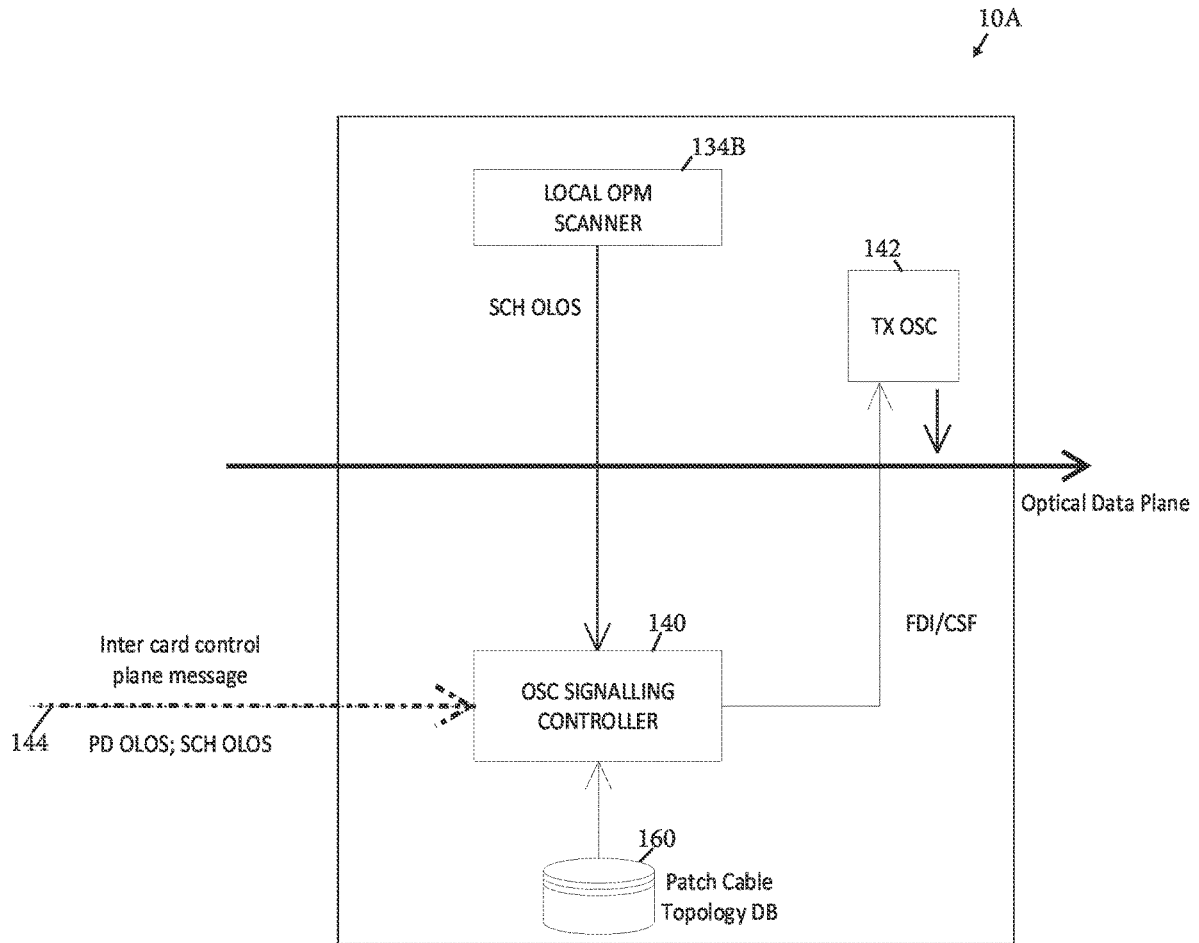 10A
134B
LOCAL OPM
SCANNER
142
SCH OLOS
TX OSC
Optical Data Plane
140
FDI/CSF
Inter card control
plane message
OSC SIGNALLING
CONTROLLER
144
PD OLOS; SCH OLOS
160
Patch Cable
Topology DB